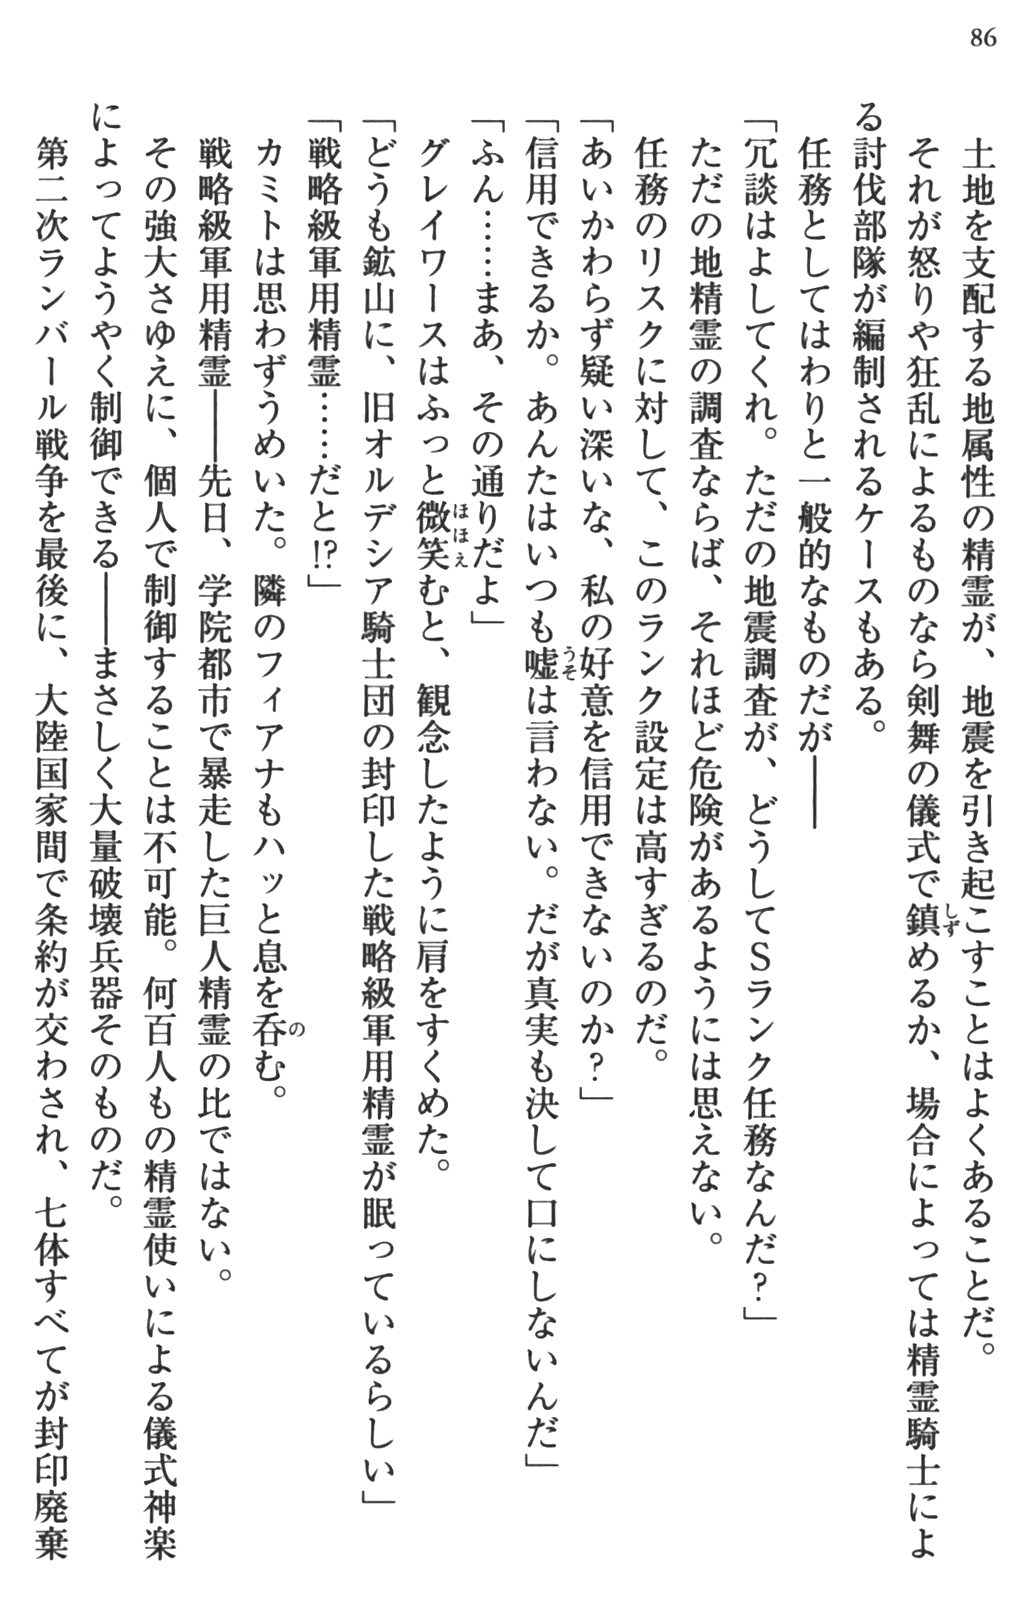 86
土地を支配する地属性の精霊が、地震を引き起こすことはよくあることだ。
それが怒りや狂乱によるものなら剣舞の儀式で鎮めるか、場合によっては精霊騎士によ
る討伐部隊が編制されるケースもある。
任務としてはわりと一般的なものだが――
「冗談はよしてくれ。ただの地震調査が、どうしてＳランク任務なんだ？」
ただの地精霊の調査ならば、それほど危険があるようには思えない。
任務のリスクに対して、このランク設定は高すぎるのだ。
「あいかわらず疑い深いな、私の好意を信用できないのか？」
「信用できるか。あんたはいつも嘘は言わない。だが真実も決して口にしないんだ」
「ふん……まあ、その通りだよ」
グレイワースはふっと微笑むと、観念したように肩をすくめた。
「どうも鉱山に、旧オルデシア騎士団の封印した戦略級軍用精霊が眠っているらしい」
「戦略級軍用精霊……だと!?」
カミトは思わずうめいた。隣のフィアナもハッと息を呑む。
戦略級軍用精霊――先日、学院都市で暴走した巨人精霊の比ではない。
その強大さゆえに、個人で制御することは不可能。何百人もの精霊使いによる儀式神楽
によってようやく制御できる――まさしく大量破壊兵器そのものだ。
第二次ランバール戦争を最後に、大陸国家間で条約が交わされ、七体すべてが封印廃棄